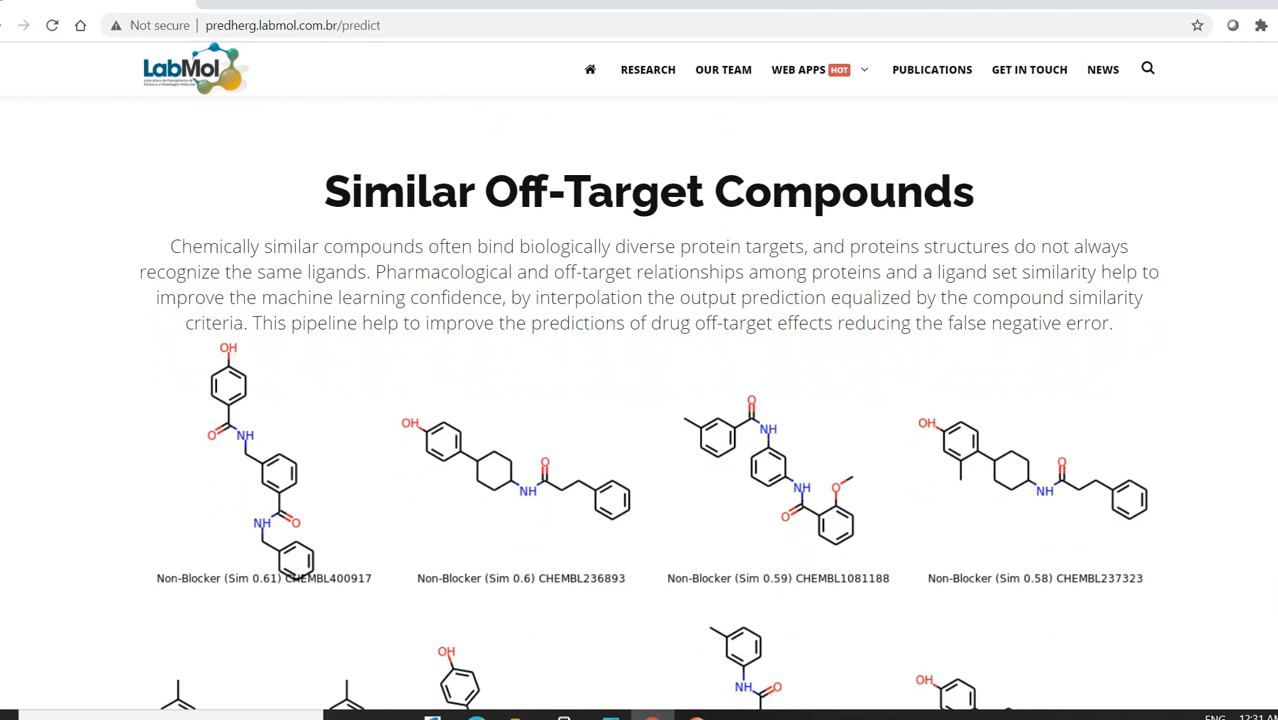 Not secure predherg.labmol.com.br/predict
LabMol
RESEARCH OUR TEAM WEB APPS HOT PUBLICATIONS GET IN TOUCH NEWS
Similar Off-Target Compounds
Chemically similar compounds often bind biologically diverse protein targets, and proteins structures do not always
recognize the same ligands. Pharmacological and off-target relationships among proteins and a ligand set similarity help to
improve the machine learning confidence, by interpolation the output prediction equalized by the compound similarity
criteria. This pipeline help to improve the predictions of drug off-target effects reducing the false negative error.
OH
O NH
NH O
OH
O
NH
O
NH
NH
O O
OH
O
NH
Non-Blocker (Sim 0.61) CHEMBL400917
Non-Blocker (Sim 0.6) CHEMBL236893
Non-Blocker (Sim 0.59) CHEMBL1081188
Non-Blocker (Sim 0.58) CHEMBL237323
OH
NH O
OH
ENG 12:31 AM